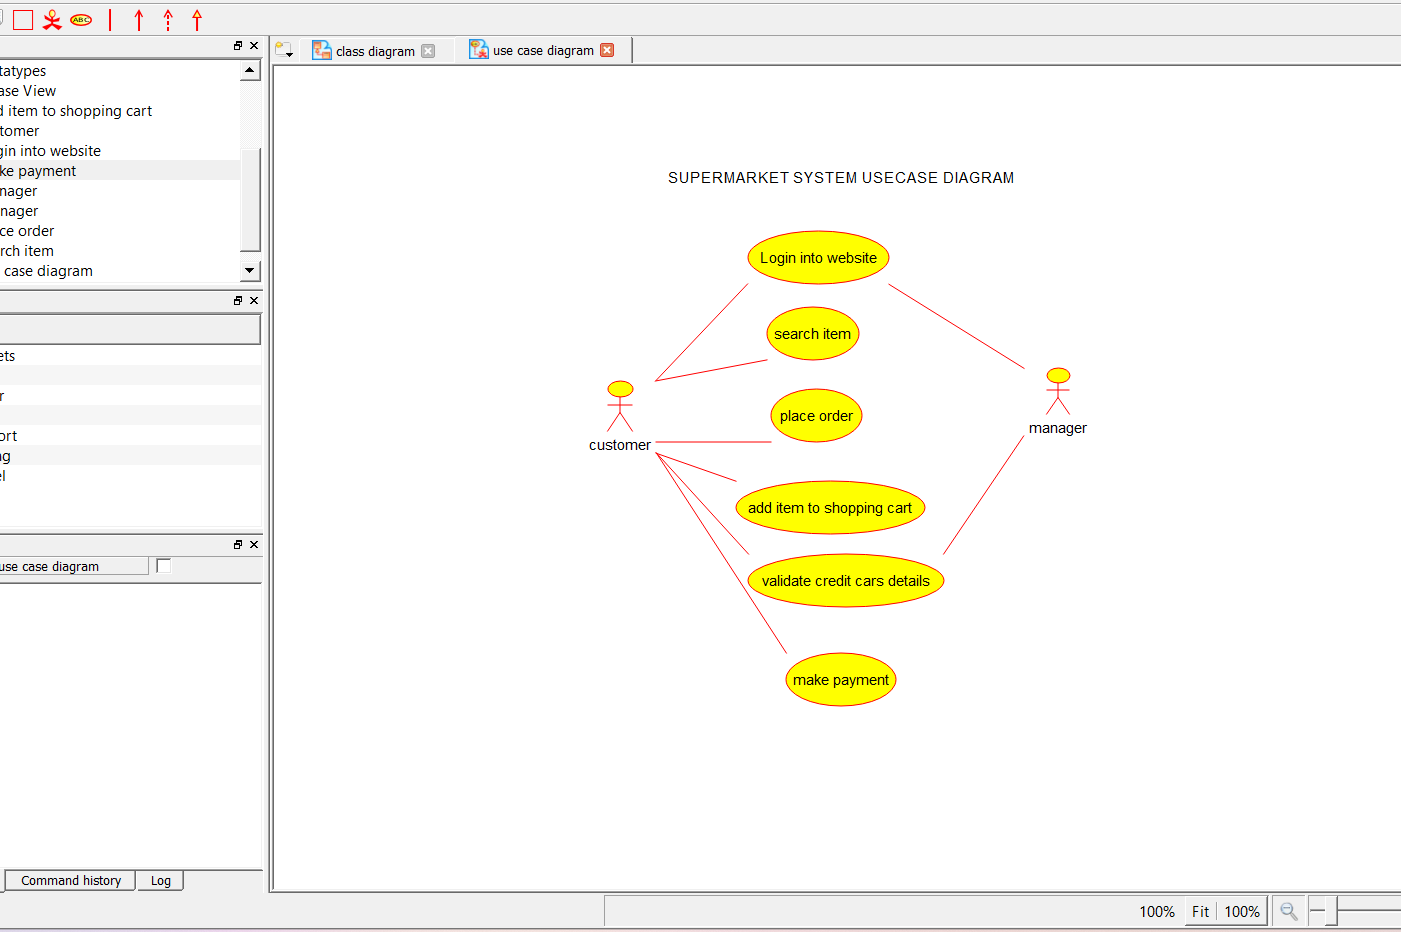 ABC
class diagram
use case diagram
tatypes
ase View
d item to shopping cart
tomer
gin into website
ke payment
nager
nager
ce order
rch item
case diagram
ets
r
ort
ng
el
use case diagram
Command history
Log
SUPERMARKET SYSTEM USECASE DIAGRAM
Login into website
search item
place order
customer
manager
add item to shopping cart
validate credit cars details
make payment
100%
Fit
100%